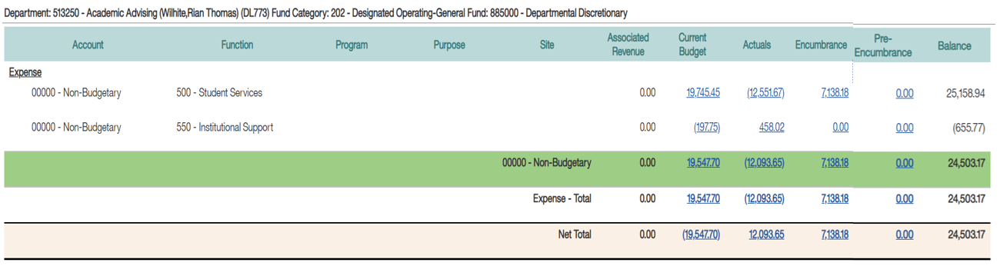 Department: 513250 - Academic Advising (Wilhite,Rian Thomas) (DL773) Fund Category: 202 - Designated Operating-General Fund: 885000 - Departmental Discretionary
Account Function Program Purpose Site Associated Revenue Current Budget Actuals Encumbrance Pre-Encumbrance Balance
Expense
00000 - Non-Budgetary 500 - Student Services 0.00 19,745.45 (12,551.67) 7,138.18 0.00 25,158.94
00000 - Non-Budgetary 550 - Institutional Support 0.00 (197.75) 458.02 0.00 0.00 (655.77)
00000 - Non-Budgetary 0.00 19,547.70 (12,093.65) 7,138.18 0.00 24,503.17
Expense - Total 0.00 19,547.70 (12,093.65) 7,138.18 0.00 24,503.17
Net Total 0.00 (19,547.70) 12,093.65 7,138.18 0.00 24,503.17